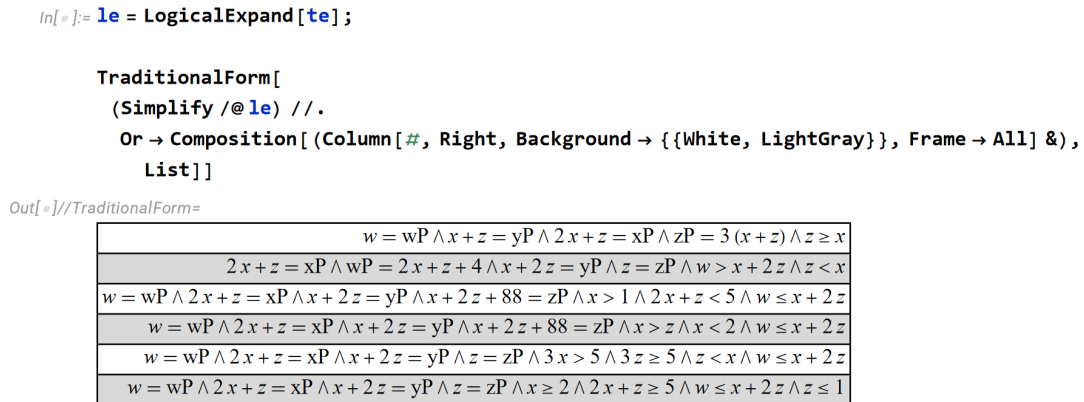 In[ ]:= le = LogicalExpand[te];
TraditionalForm[
(Simplify /@ le) //.
Or → Composition[(Column[#, Right, Background → {{White, LightGray}}, Frame → All] &),
List]]
Out[ ]//TraditionalForm=
w = wP ∧ x + z = yP ∧ 2 x + z = xP ∧ zP = 3 (x + z) ∧ z ≥ x
2 x + z = xP ∧ wP = 2 x + z + 4 ∧ x + 2 z = yP ∧ z = zP ∧ w > x + 2 z ∧ z < x
w = wP ∧ 2 x + z = xP ∧ x + 2 z = yP ∧ x + 2 z + 88 = zP ∧ x > 1 ∧ 2 x + z < 5 ∧ w ≤ x + 2 z
w = wP ∧ 2 x + z = xP ∧ x + 2 z = yP ∧ x + 2 z + 88 = zP ∧ x > z ∧ x < 2 ∧ w ≤ x + 2 z
w = wP ∧ 2 x + z = xP ∧ x + 2 z = yP ∧ z = zP ∧ 3 x > 5 ∧ 3 z ≥ 5 ∧ z < x ∧ w ≤ x + 2 z
w = wP ∧ 2 x + z = xP ∧ x + 2 z = yP ∧ z = zP ∧ x ≥ 2 ∧ 2 x + z ≥ 5 ∧ w ≤ x + 2 z ∧ z ≤ 1